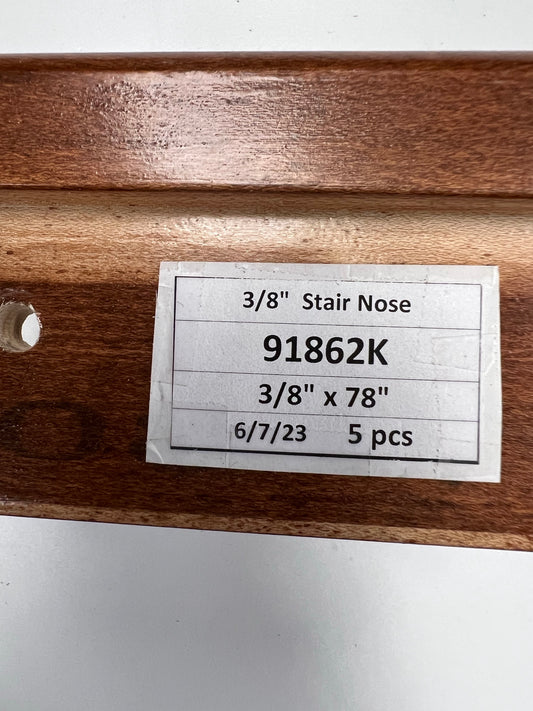 3/8" Stair Nose
91862K
3/8" x 78"
6/7/23 5 pcs